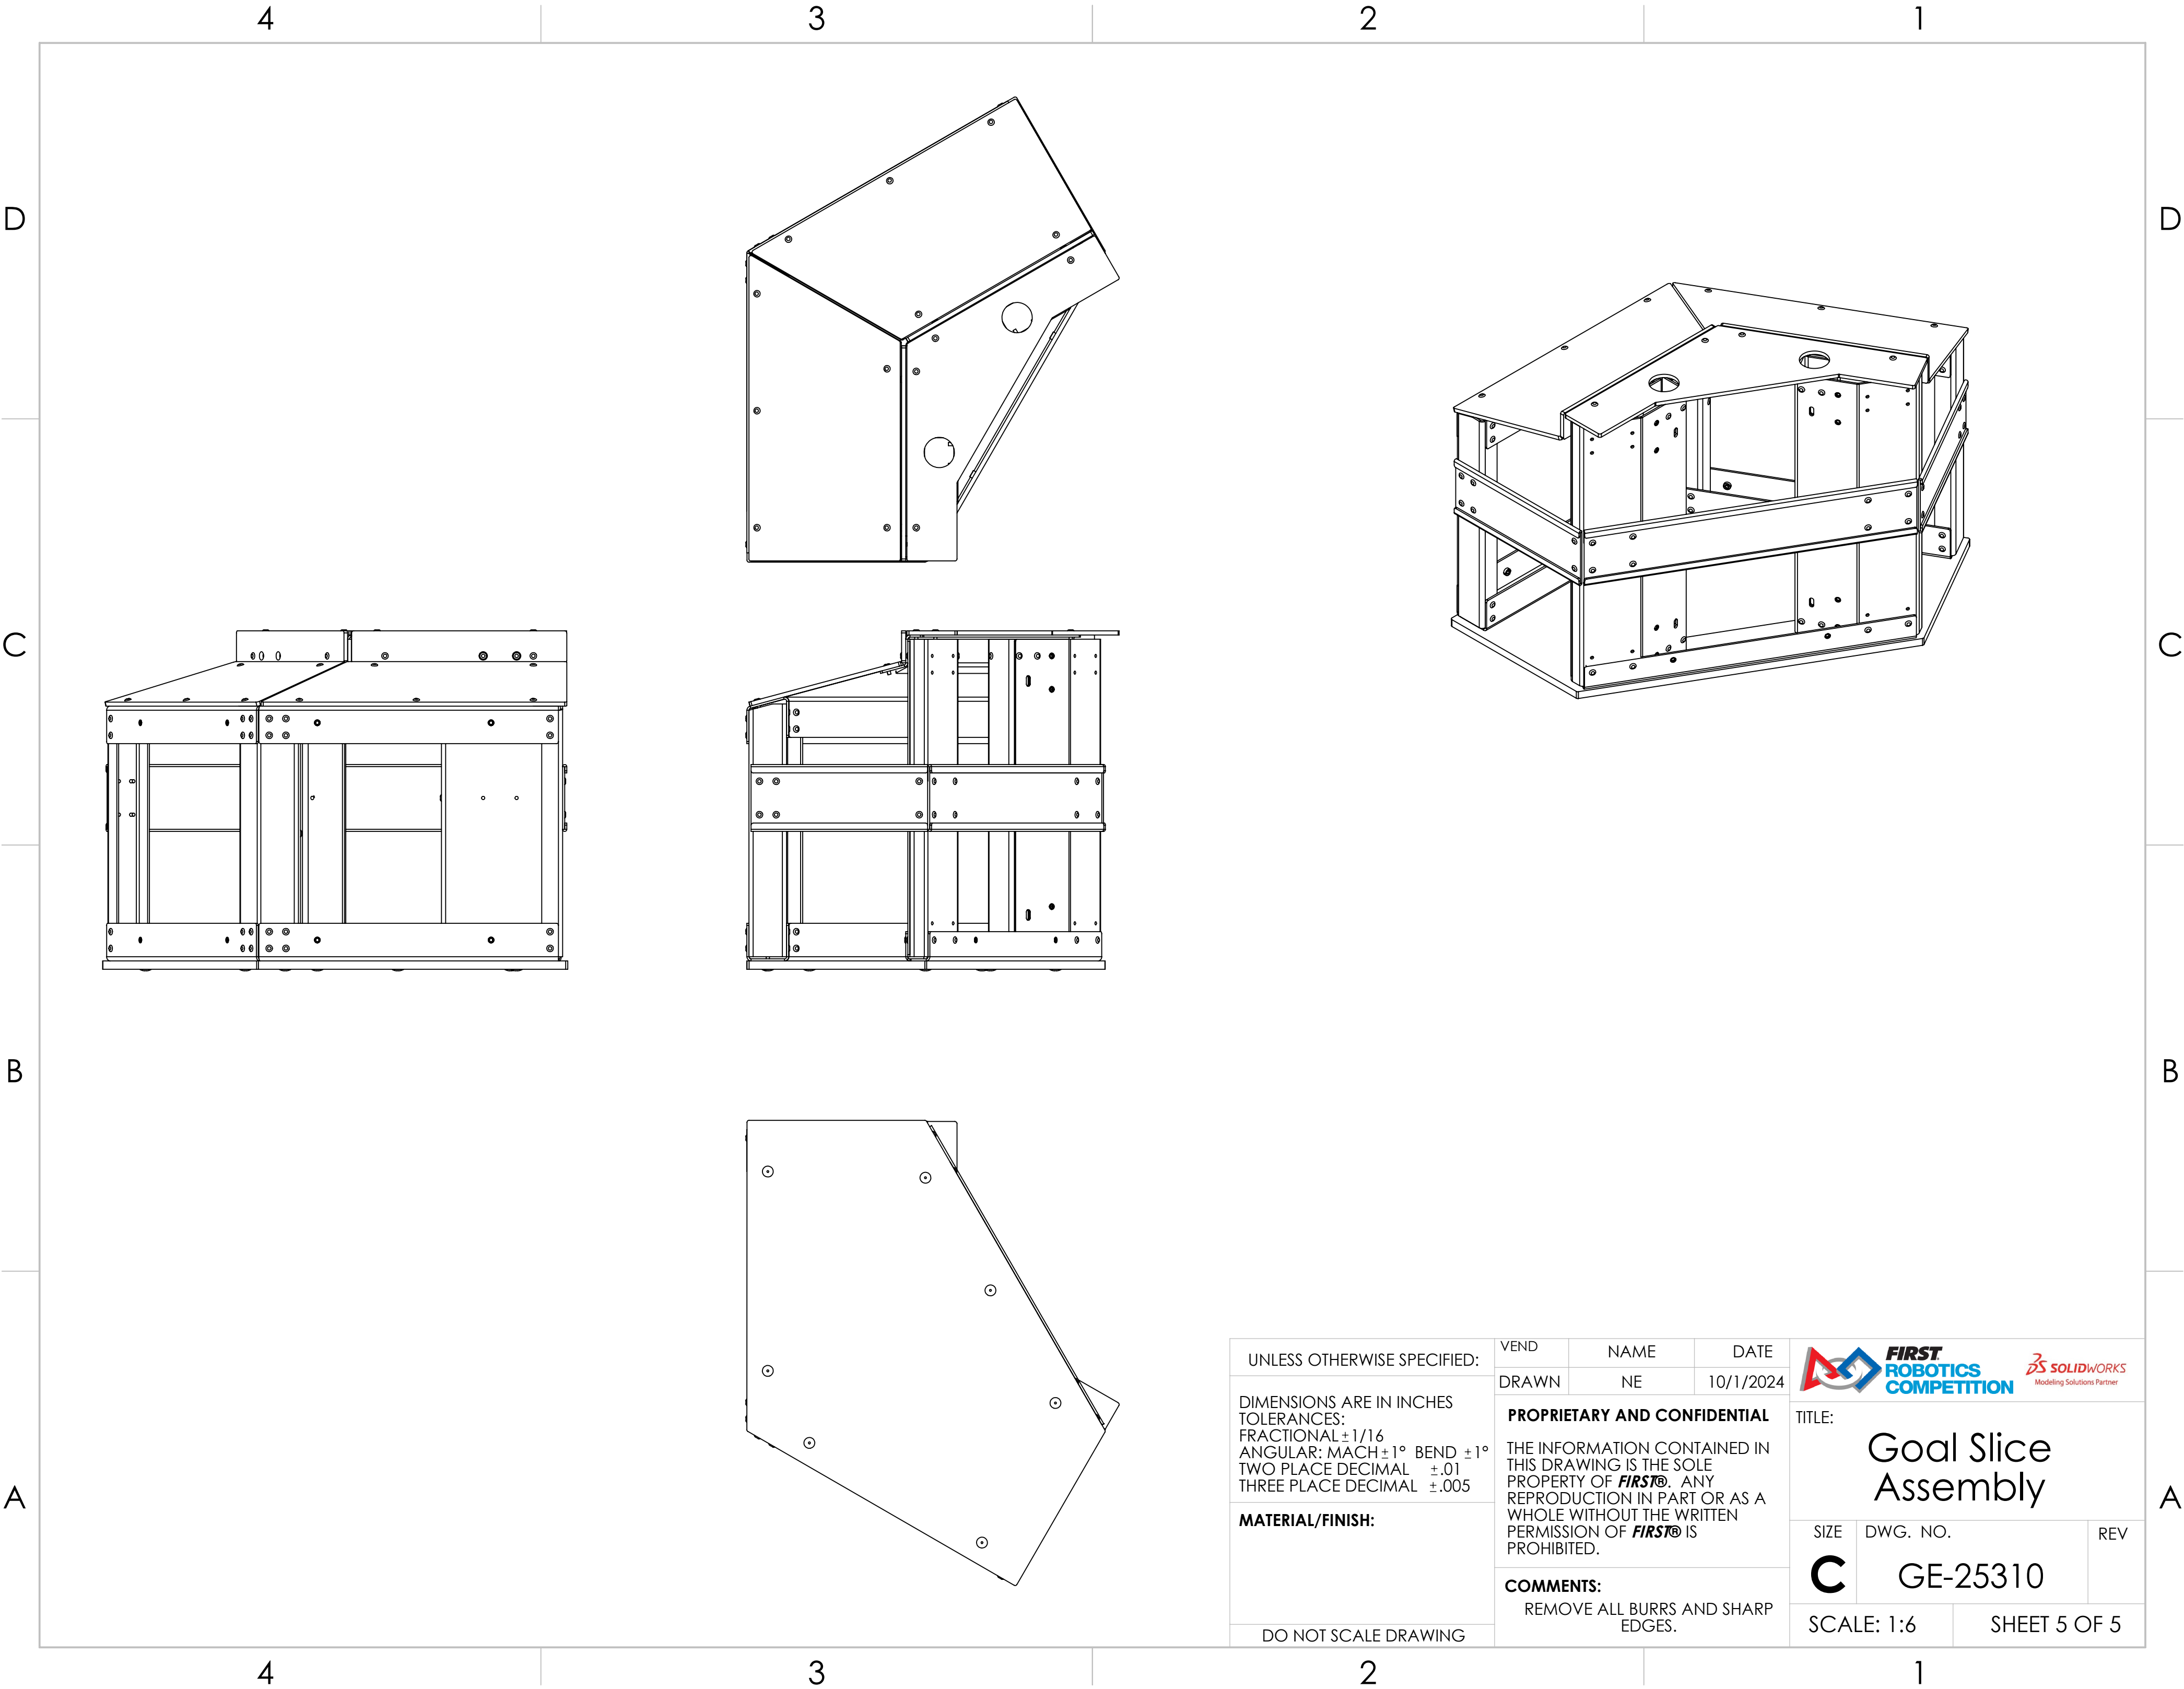 4 3 2 1
D D
C C
B B
A A
UNLESS OTHERWISE SPECIFIED:
DIMENSIONS ARE IN INCHES
TOLERANCES:
FRACTIONAL ±1/16
ANGULAR: MACH ±1° BEND ±1°
TWO PLACE DECIMAL ±.01
THREE PLACE DECIMAL ±.005
MATERIAL/FINISH:
DO NOT SCALE DRAWING
VEND NAME DATE
DRAWN NE 10/1/2024
PROPRIETARY AND CONFIDENTIAL
THE INFORMATION CONTAINED IN
THIS DRAWING IS THE SOLE
PROPERTY OF FIRST®. ANY
REPRODUCTION IN PART OR AS A
WHOLE WITHOUT THE WRITTEN
PERMISSION OF FIRST® IS
PROHIBITED.
COMMENTS:
REMOVE ALL BURRS AND SHARP
EDGES.
FIRST
ROBOTICS
COMPETITION
SOLIDWORKS
Modeling Solutions Partner
TITLE:
Goal Slice
Assembly
SIZE DWG. NO. REV
C GE-25310
SCALE: 1:6 SHEET 5 OF 5
4 3 2 1